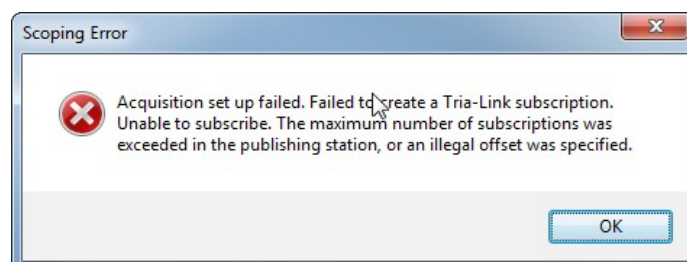 Scoping Error
Acquisition set up failed. Failed to create a Tria-Link subscription.
Unable to subscribe. The maximum number of subscriptions was
exceeded in the publishing station, or an illegal offset was specified.
OK